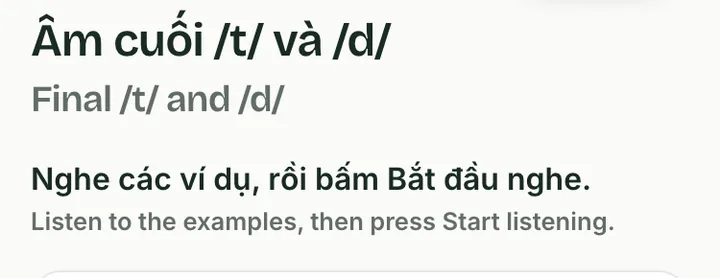 Âm cuối /t/ và /d/
Final /t/ and /d/
Nghe các ví dụ, rồi bấm Bắt đầu nghe.
Listen to the examples, then press Start listening.